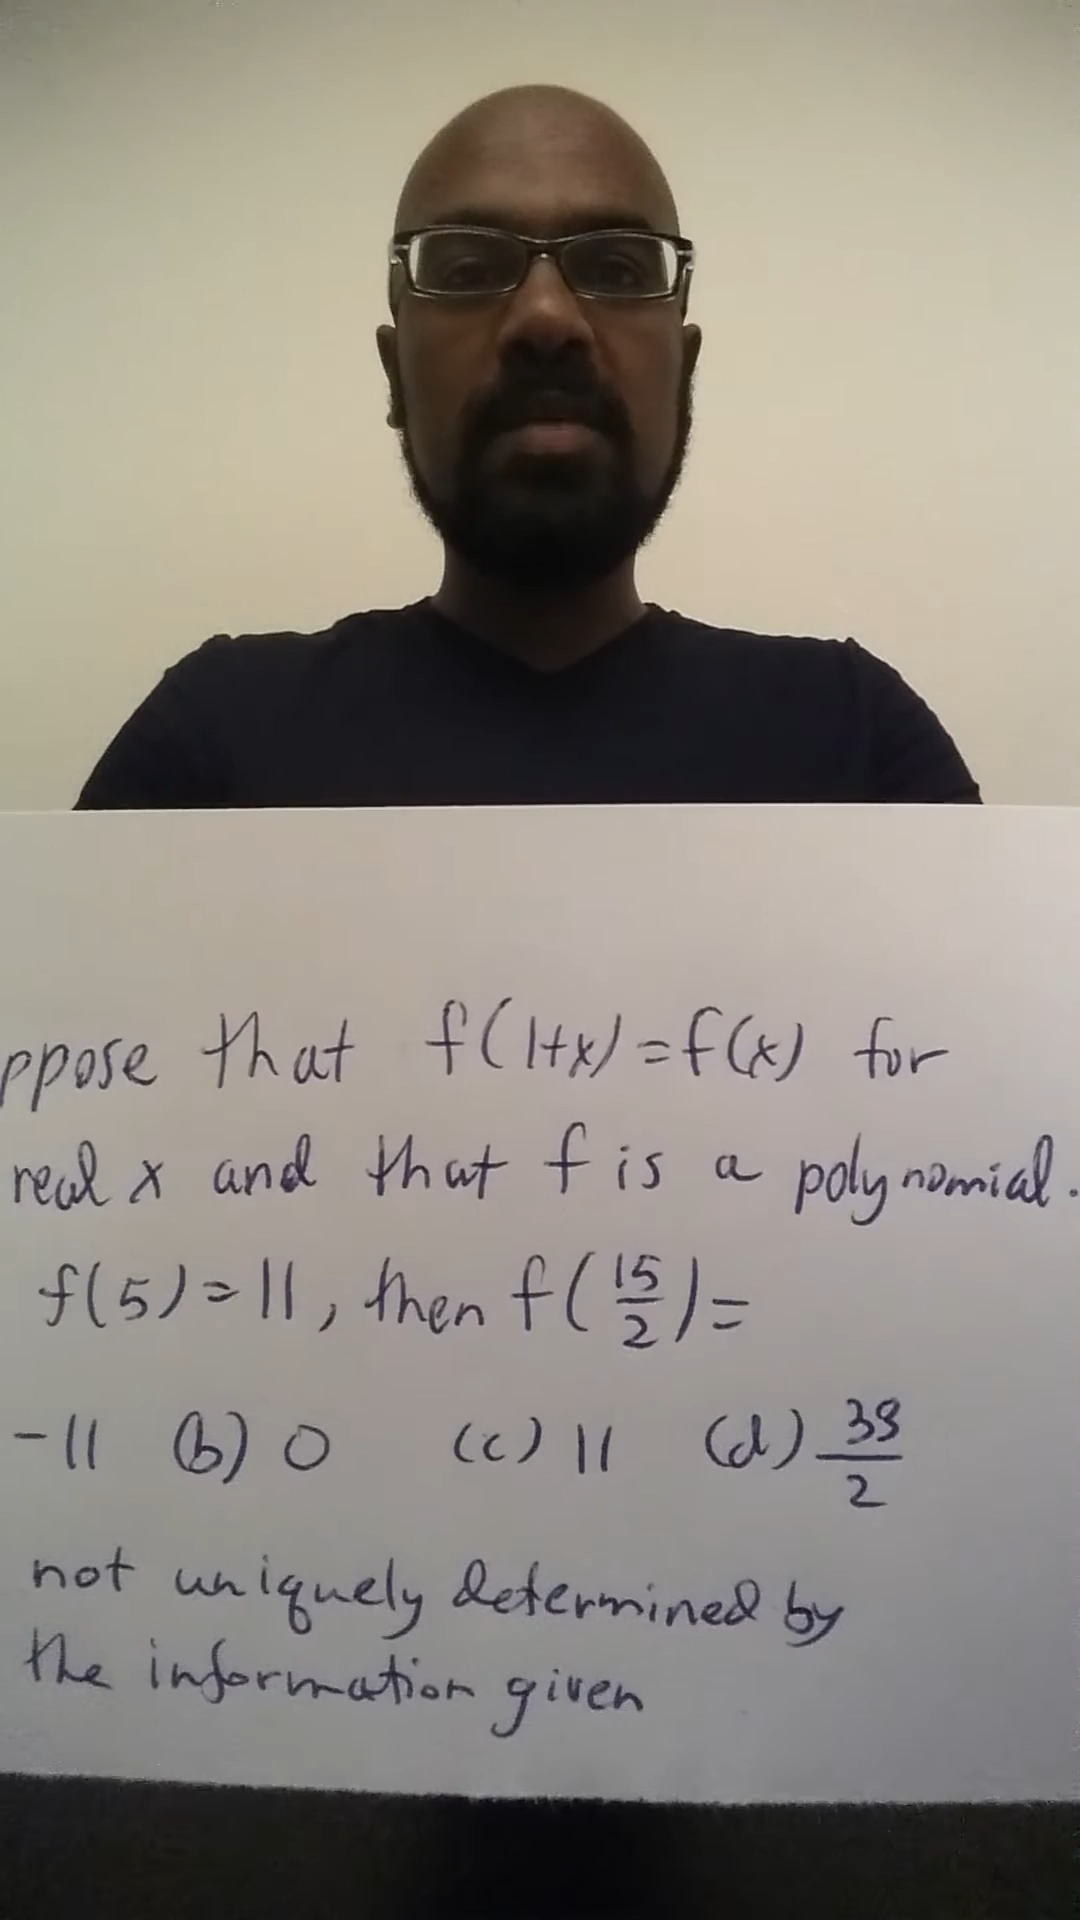 ppose that f(1+x)=f(x) for
real x and that f is a polynomial.
f(5)=11, then f(15/2)=
-11 (b) 0 (c) 11 (d) 33/2
not uniquely determined by
the information given